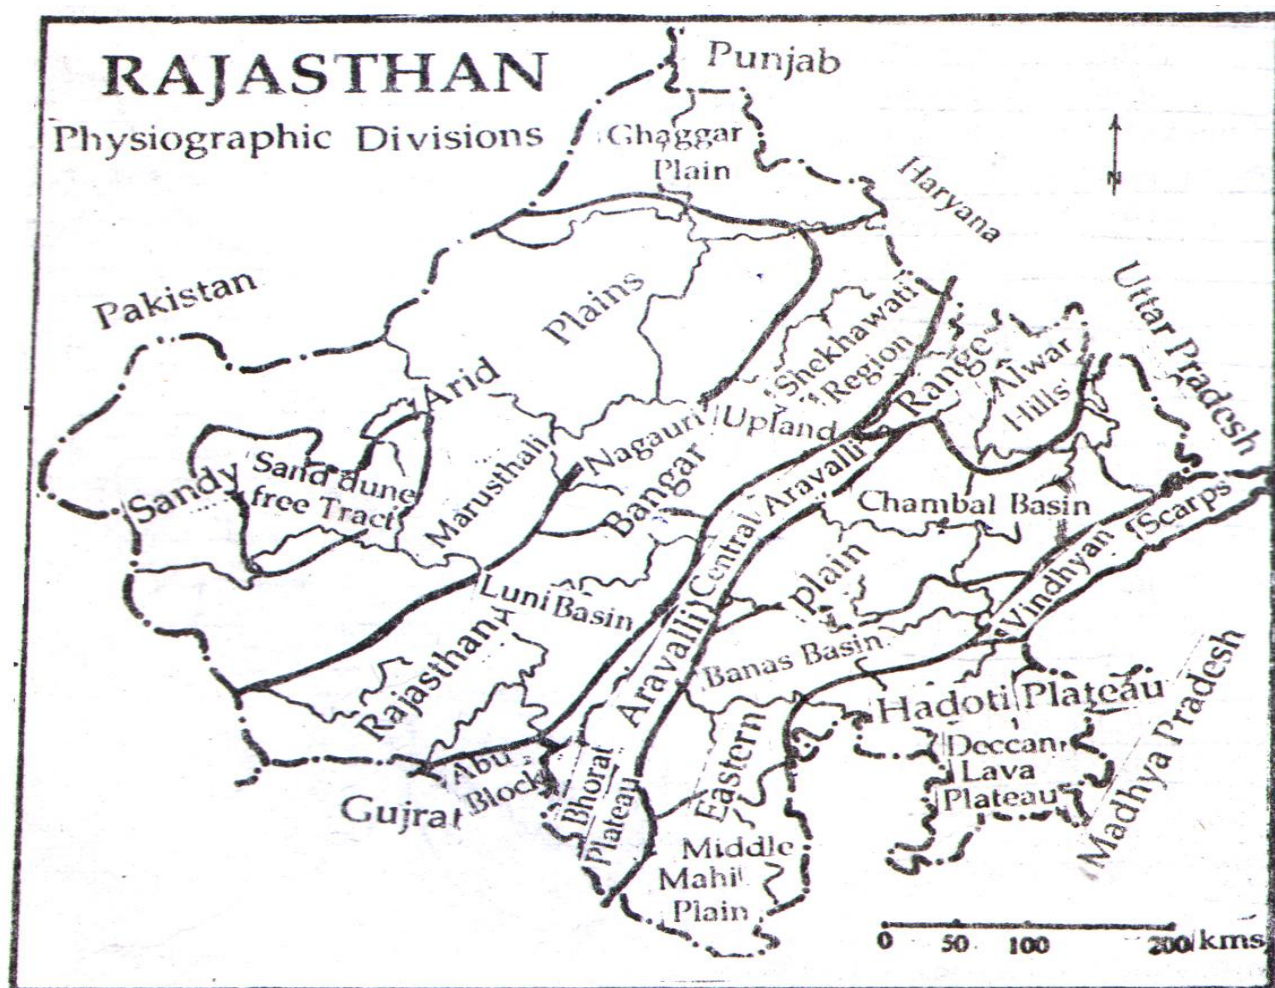 RAJASTHAN
Physiographic Divisions
Punjab
Ghaggar
Plain
N
Haryana
Pakistan
Uttar Pradesh
Plains
Shekhawati
Region
Range
Alwar
Hills
Arid
Nagauri
Upland
Sandy
Sand dune
free Tract
Marusthali
Bangar
Aravalli
Central
Chambal Basin
Scarps
Vindhyan
plain
Luni Basin
Rajasthan
Aravalli
Banas Basin
Hadoti Plateau
Deccan
Lava
Plateau
Madhya Pradesh
Eastern
Abu
Block
Bhorat
Plateau
Gujrat
Middle
Mahi
Plain
0 50 100 200 kms